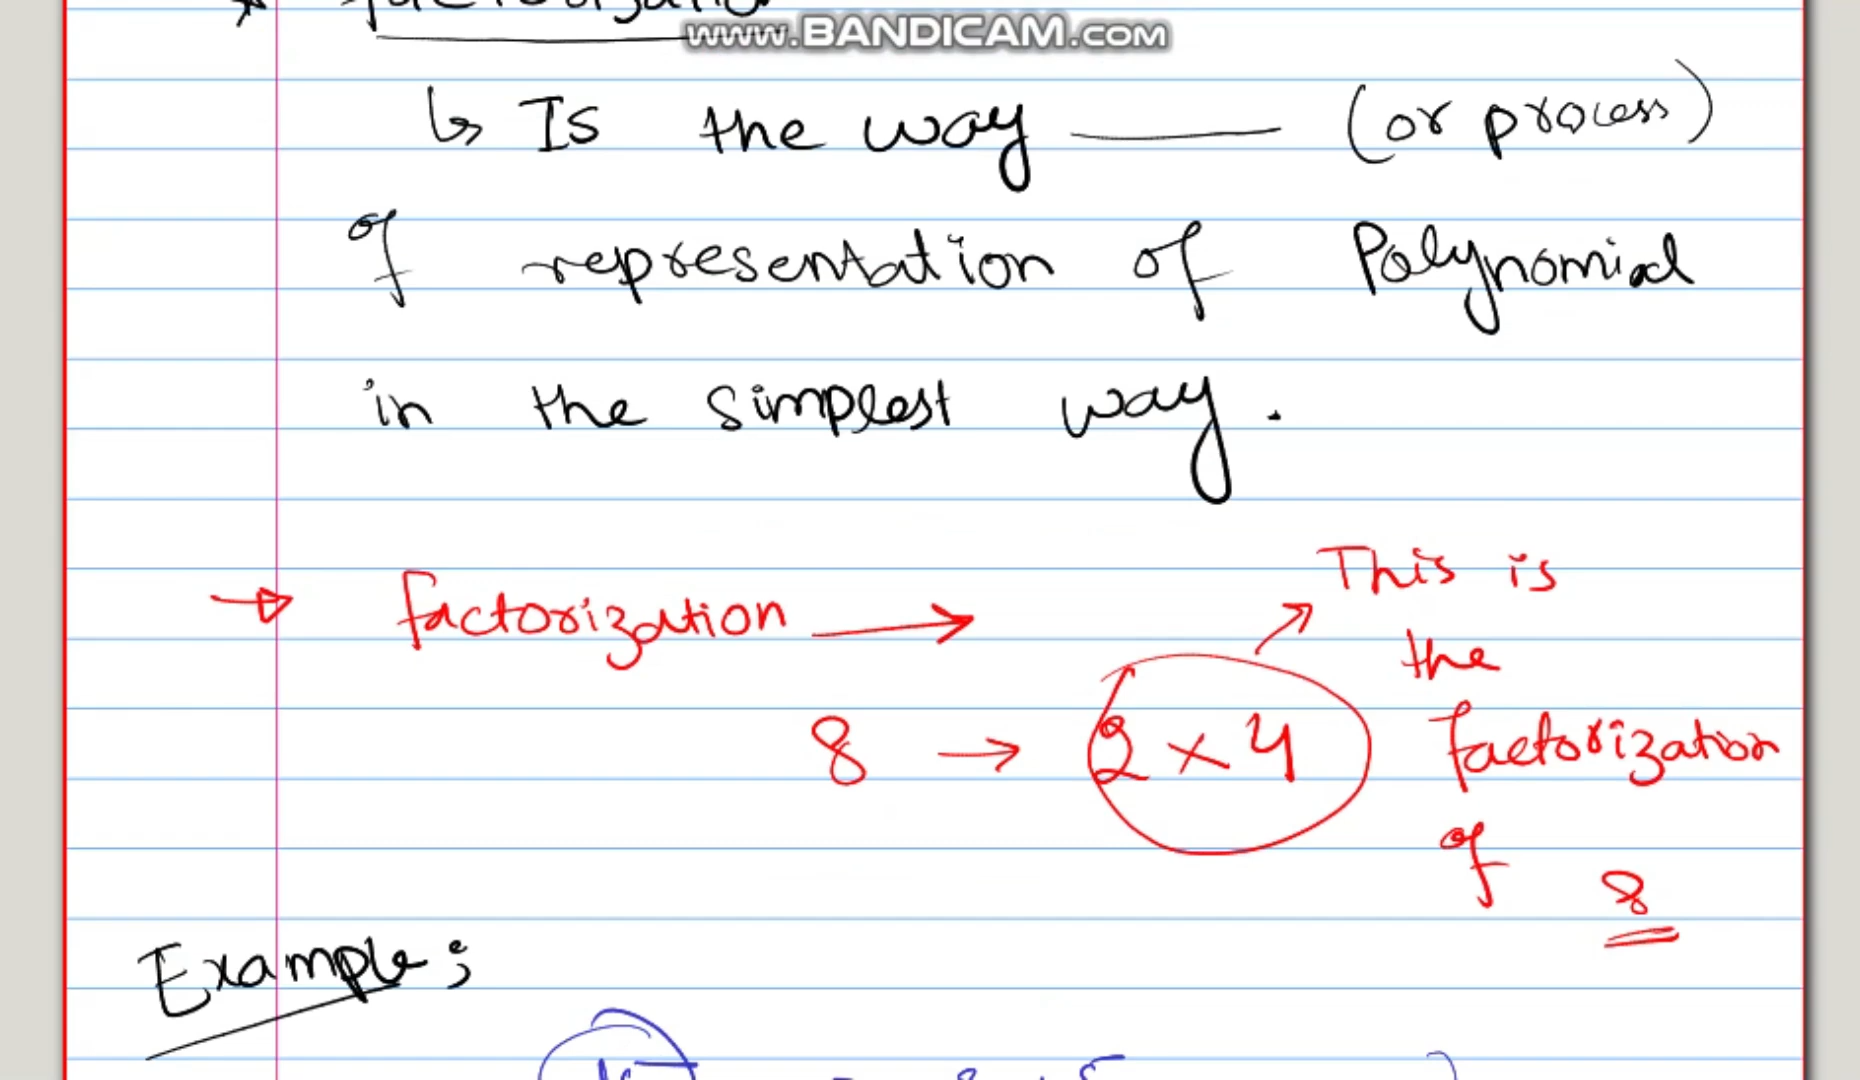 factorization
www.BANDICAM.com
↳ Is the way —— (or process)
of representation of Polynomial
in the simplest way.
→ factorization →
8 → 2 × 4
This is
the
factorization
of 8
Example;